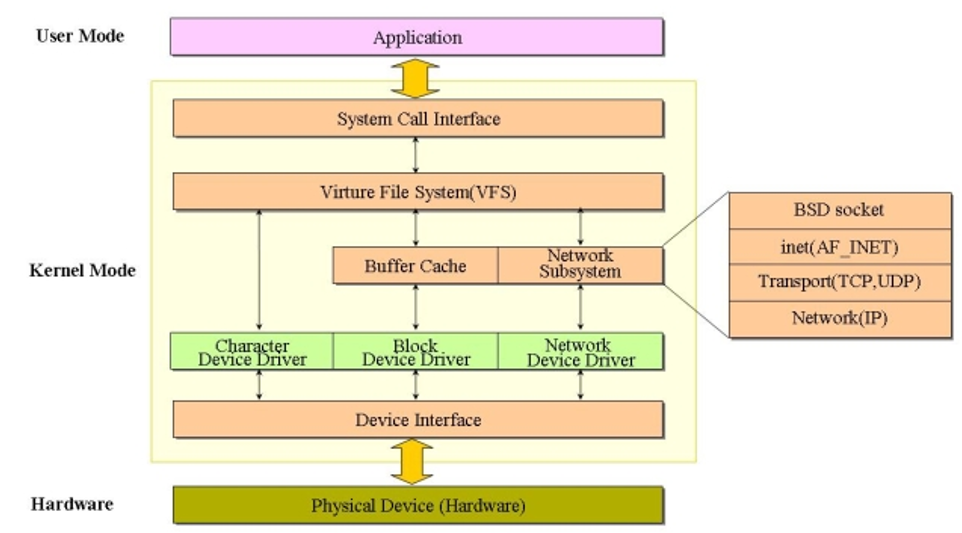 User Mode
Application
System Call Interface
Virture File System(VFS)
Kernel Mode
Buffer Cache
Network
Subsystem
BSD socket
inet(AF_INET)
Transport(TCP,UDP)
Network(IP)
Character
Device Driver
Block
Device Driver
Network
Device Driver
Device Interface
Hardware
Physical Device (Hardware)